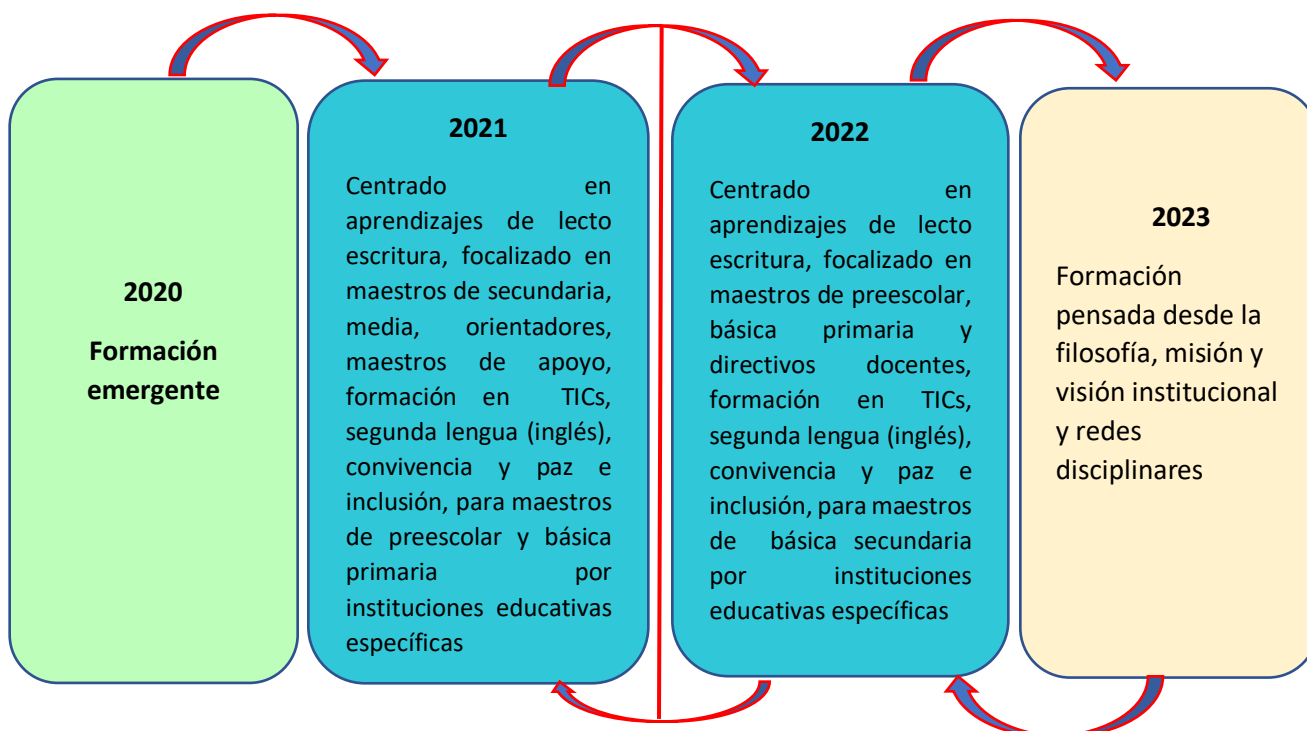 2020
Formación
emergente
2021
Centrado en
aprendizajes de lecto
escritura, focalizado en
maestros de secundaria,
media, orientadores,
maestros de apoyo,
formación en TICs,
segunda lengua (inglés),
convivencia y paz e
inclusión, para maestros
de preescolar y básica
primaria por
instituciones educativas
específicas
2022
Centrado en
aprendizajes de lecto
escritura, focalizado en
maestros de preescolar,
básica primaria y
directivos docentes,
formación en TICs,
segunda lengua (inglés),
convivencia y paz e
inclusión, para maestros
de básica secundaria
por instituciones
educativas específicas
2023
Formación
pensada desde la
filosofía, misión y
visión institucional
y redes
disciplinares